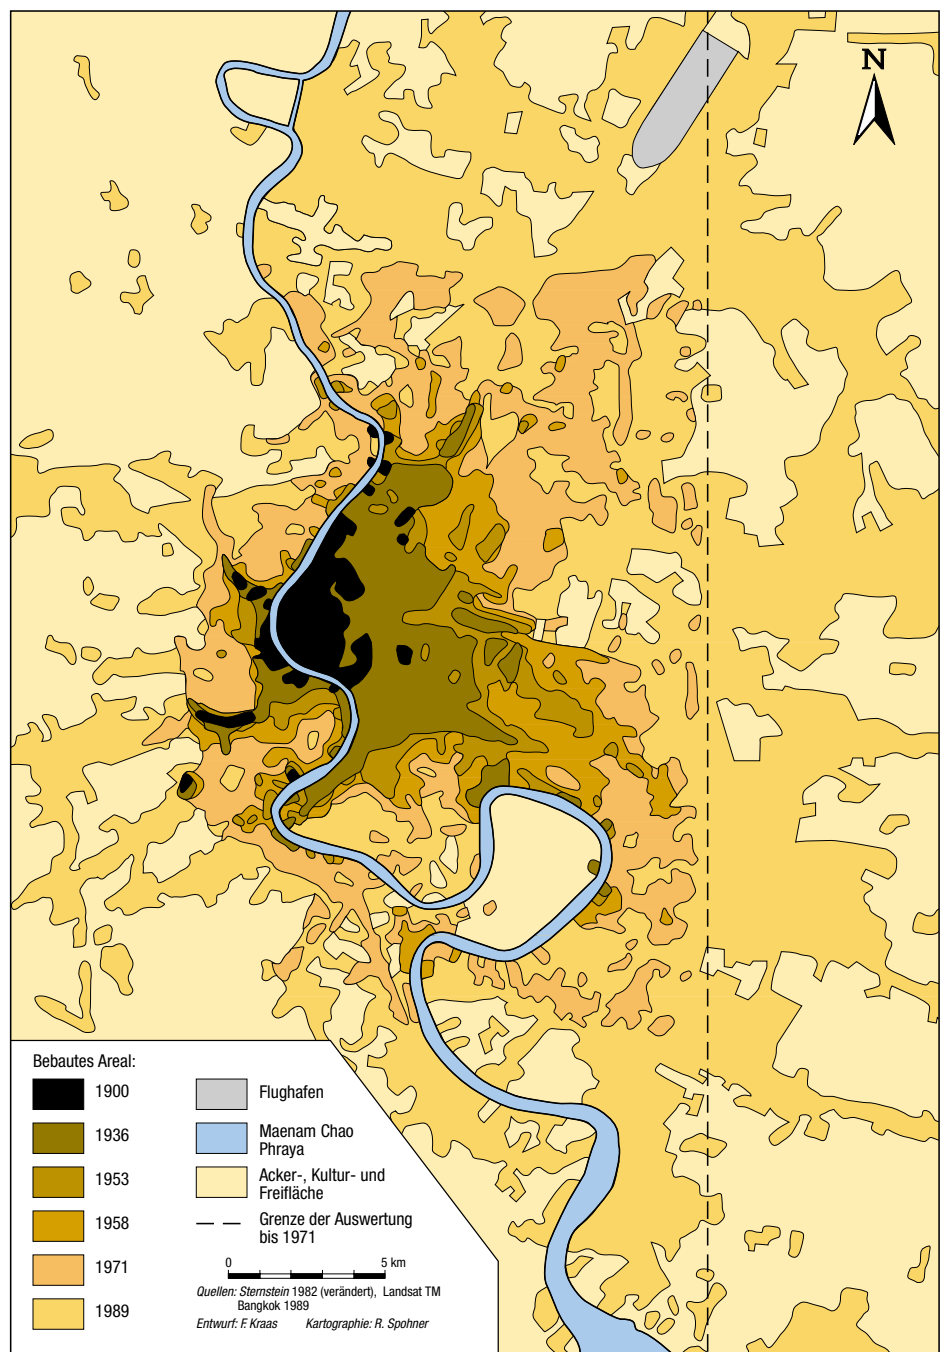 N
Bebautes Areal:
1900
1936
1953
1958
1971
1989
Flughafen
Maenam Chao
Phraya
Acker-, Kultur- und
Freifläche
Grenze der Auswertung
bis 1971
0 5 km
Quellen: Sternstein 1982 (verändert), Landsat TM
Bangkok 1989
Entwurf: F. Kraas Kartographie: R. Spohner